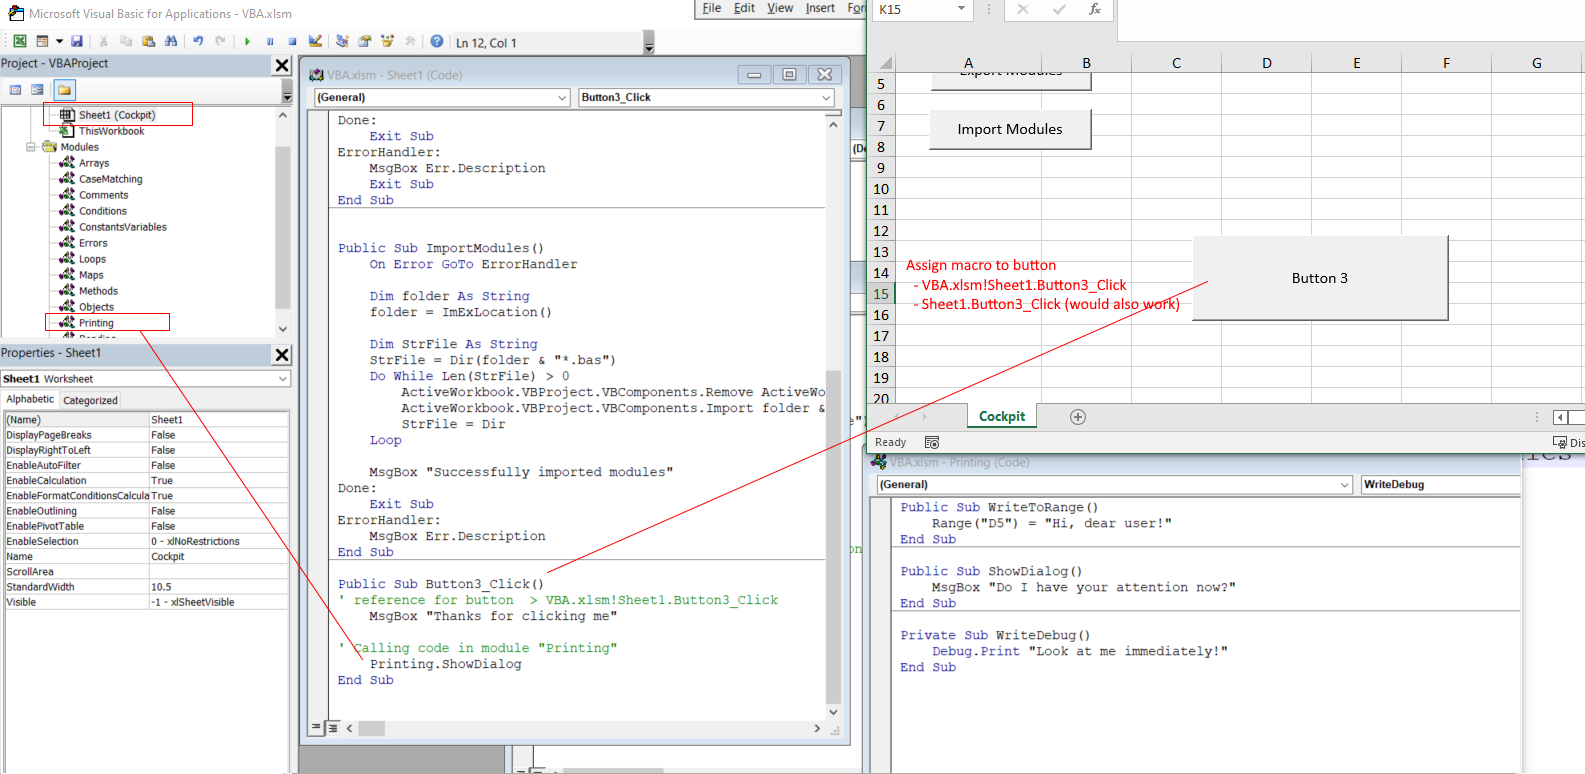 Microsoft Visual Basic for Applications - VBA.xlsm
File Edit View Insert
Ln 12, Col 1
Project - VBAProject
Sheet1 (Cockpit)
ThisWorkbook
Modules
Arrays
CaseMatching
Comments
Conditions
ConstantsVariables
Errors
Loops
Maps
Methods
Objects
Printing
Properties - Sheet1
Sheet1 Worksheet
Alphabetic Categorized
(Name) Sheet1
DisplayPageBreaks False
DisplayRightToLeft False
EnableAutoFilter False
EnableCalculation True
EnableFormatConditionsCalcula True
EnableOutlining False
EnablePivotTable False
EnableSelection 0 - xlNoRestrictions
Name Cockpit
ScrollArea
StandardWidth 10.5
Visible -1 - xlSheetVisible
VBA.xlsm - Sheet1 (Code)
(General) Button3_Click
Done:
Exit Sub
ErrorHandler:
MsgBox Err.Description
Exit Sub
End Sub
Public Sub ImportModules()
On Error GoTo ErrorHandler
Dim folder As String
folder = ImExLocation()
Dim StrFile As String
StrFile = Dir(folder & "*.bas")
Do While Len(StrFile) > 0
ActiveWorkbook.VBProject.VBComponents.Remove ActiveWo
ActiveWorkbook.VBProject.VBComponents.Import folder &
StrFile = Dir
Loop
MsgBox "Successfully imported modules"
Done:
Exit Sub
ErrorHandler:
MsgBox Err.Description
End Sub
Public Sub Button3_Click()
' reference for button > VBA.xlsm!Sheet1.Button3_Click
MsgBox "Thanks for clicking me"
' Calling code in module "Printing"
Printing.ShowDialog
End Sub
K15
fx
A B C D E F G
5
6
7
8
9
10
11
12
13
14
15
16
17
18
19
20
Export Modules
Import Modules
Button 3
Assign macro to button
- VBA.xlsm!Sheet1.Button3_Click
- Sheet1.Button3_Click (would also work)
Cockpit
Ready
Dis
VBA.xlsm - Printing (Code)
(General) WriteDebug
Public Sub WriteToRange()
Range("D5") = "Hi, dear user!"
End Sub
Public Sub ShowDialog()
MsgBox "Do I have your attention now?"
End Sub
Private Sub WriteDebug()
Debug.Print "Look at me immediately!"
End Sub